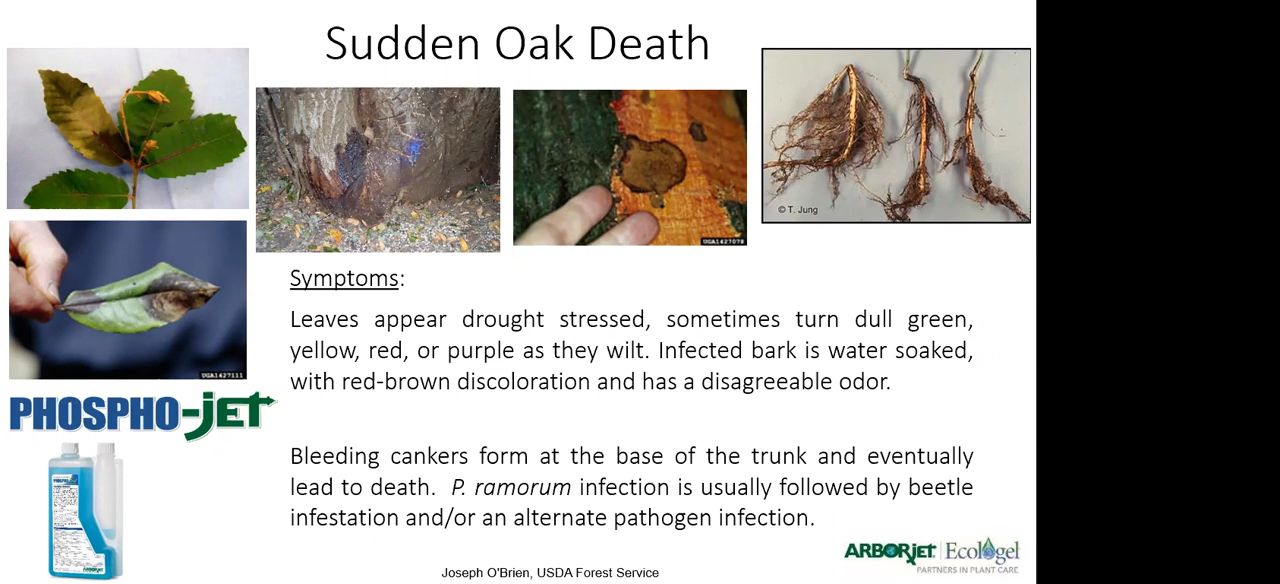 Sudden Oak Death
© T. Jung
UGA1427078
UGA1427111
Symptoms:
Leaves appear drought stressed, sometimes turn dull green,
yellow, red, or purple as they wilt. Infected bark is water soaked,
with red-brown discoloration and has a disagreeable odor.
Bleeding cankers form at the base of the trunk and eventually
lead to death. P. ramorum infection is usually followed by beetle
infestation and/or an alternate pathogen infection.
PHOSPHO-jET
ARBORjET Ecologel
PARTNERS IN PLANT CARE
Joseph O'Brien, USDA Forest Service